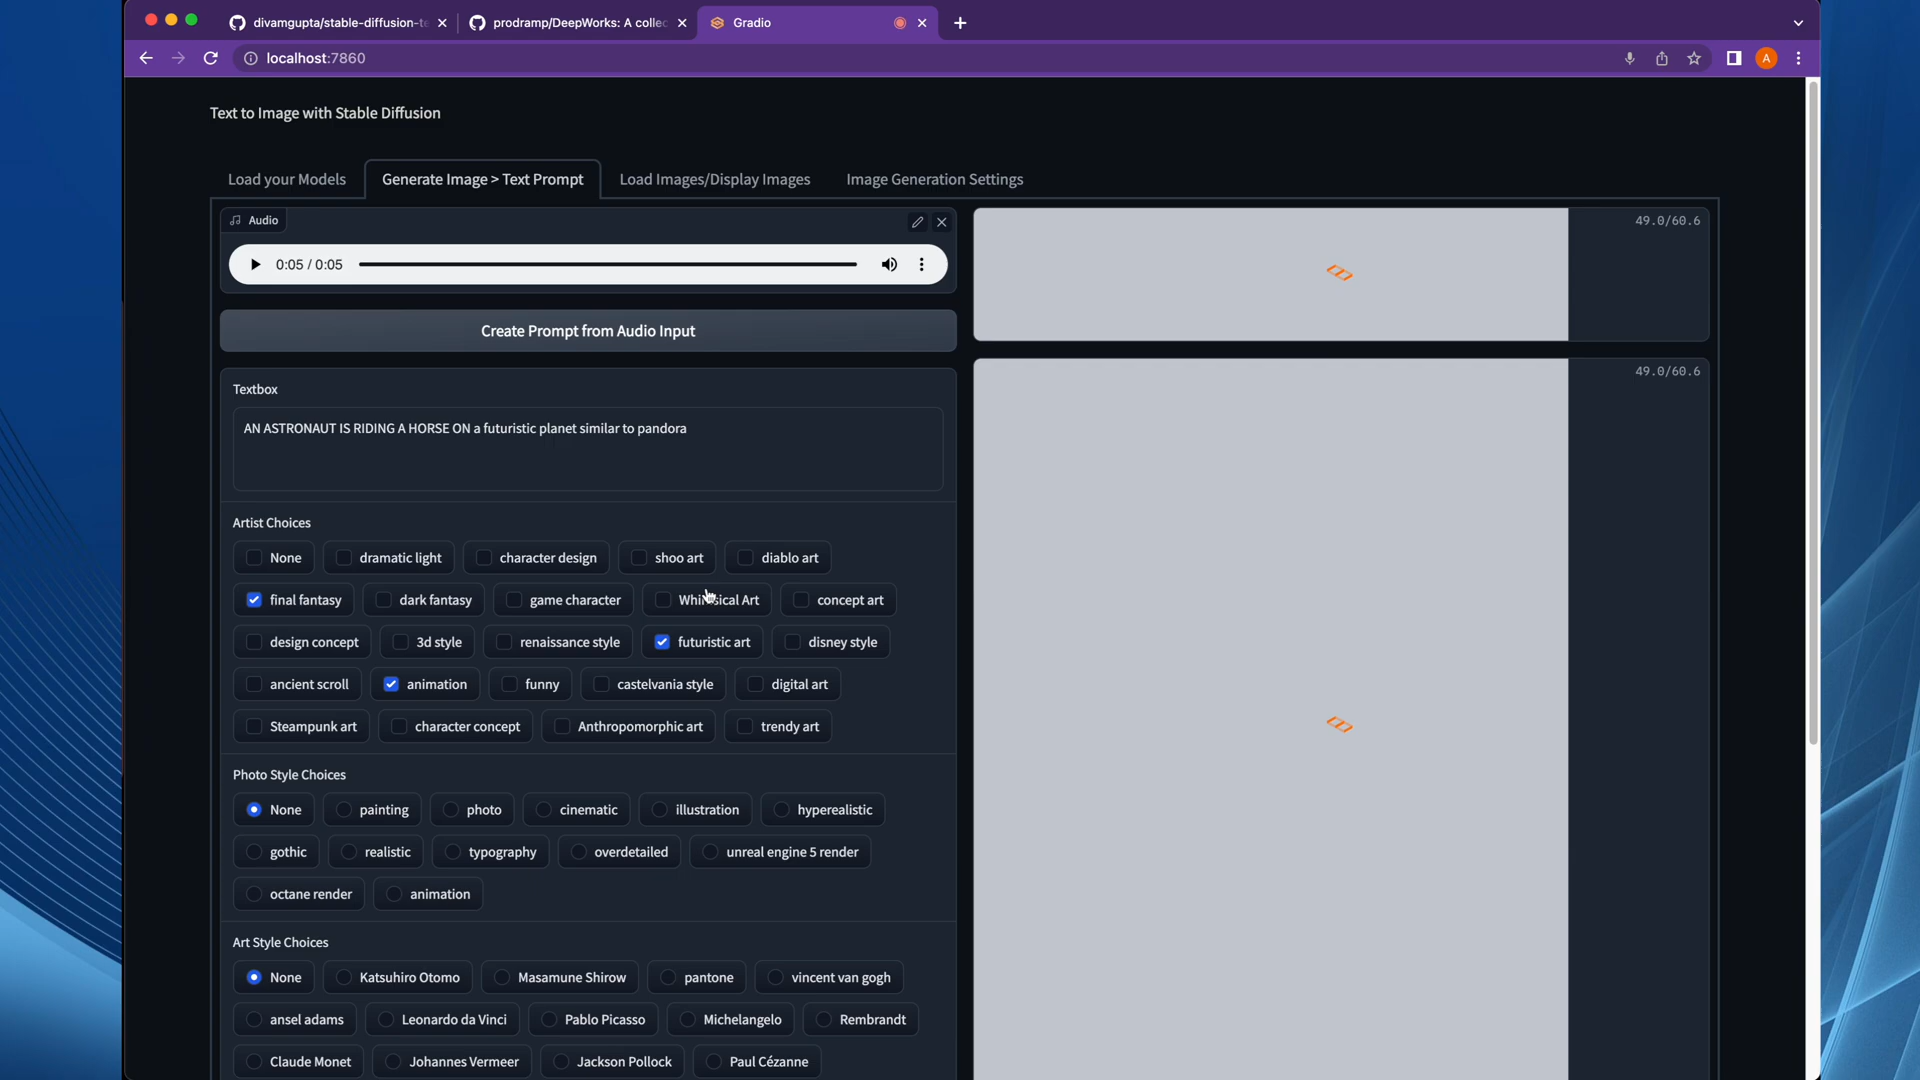 divamgupta/stable-diffusion-te
prodramp/DeepWorks: A collec
Gradio
localhost:7860
A
Text to Image with Stable Diffusion
Load your Models
Generate Image > Text Prompt
Load Images/Display Images
Image Generation Settings
Audio
0:05 / 0:05
49.0/60.6
Create Prompt from Audio Input
49.0/60.6
Textbox
AN ASTRONAUT IS RIDING A HORSE ON a futuristic planet similar to pandora
Artist Choices
None dramatic light character design shoo art diablo art
final fantasy dark fantasy game character Whimsical Art concept art
design concept 3d style renaissance style futuristic art disney style
ancient scroll animation funny castelvania style digital art
Steampunk art character concept Anthropomorphic art trendy art
Photo Style Choices
None painting photo cinematic illustration hyperealistic
gothic realistic typography overdetailed unreal engine 5 render
octane render animation
Art Style Choices
None Katsuhiro Otomo Masamune Shirow pantone vincent van gogh
ansel adams Leonardo da Vinci Pablo Picasso Michelangelo Rembrandt
Claude Monet Johannes Vermeer Jackson Pollock Paul Cézanne